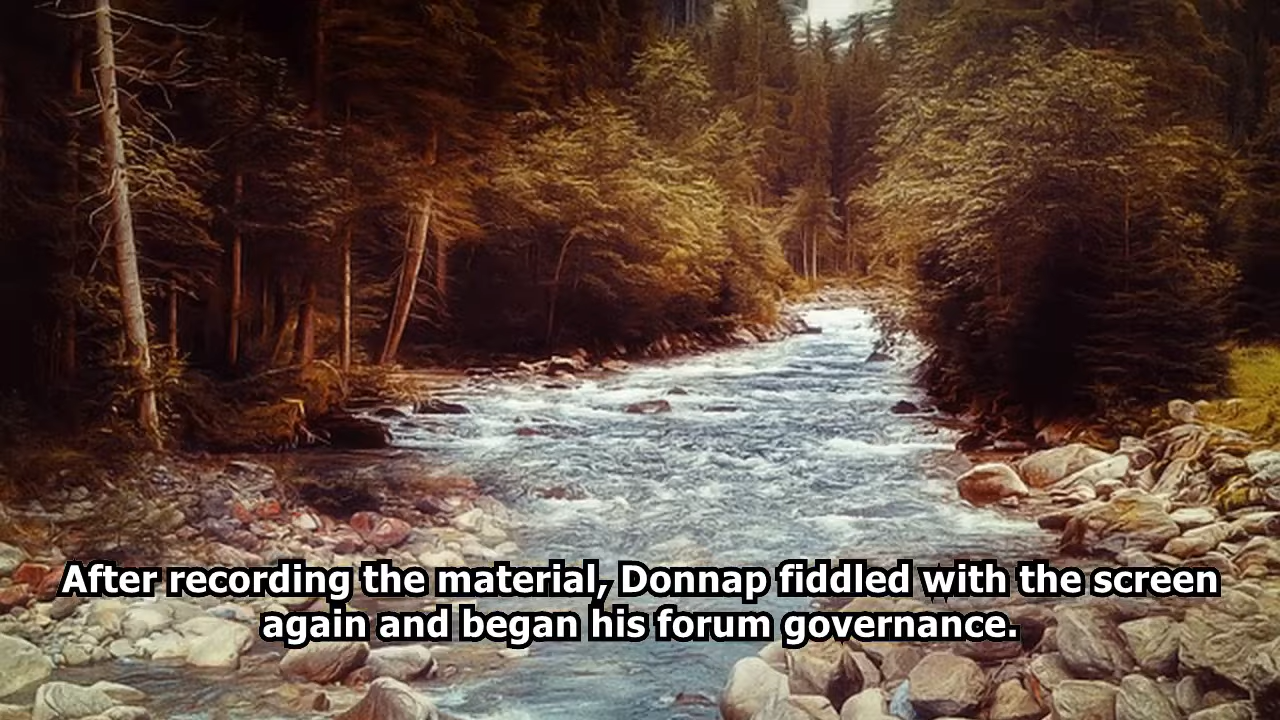 After recording the material, Donnap fiddled with the screen
again and began his forum governance.